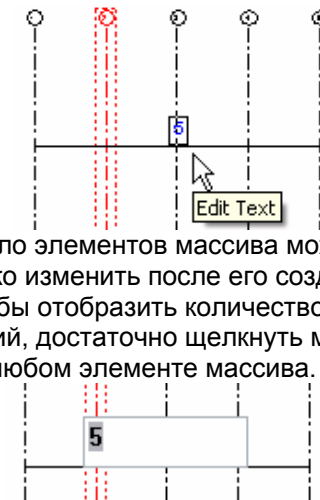 5
Edit Text
ло элементов массива мо
ко изменить после его созд
бы отобразить количество
ий, достаточно щелкнуть м
любом элементе массива.
5